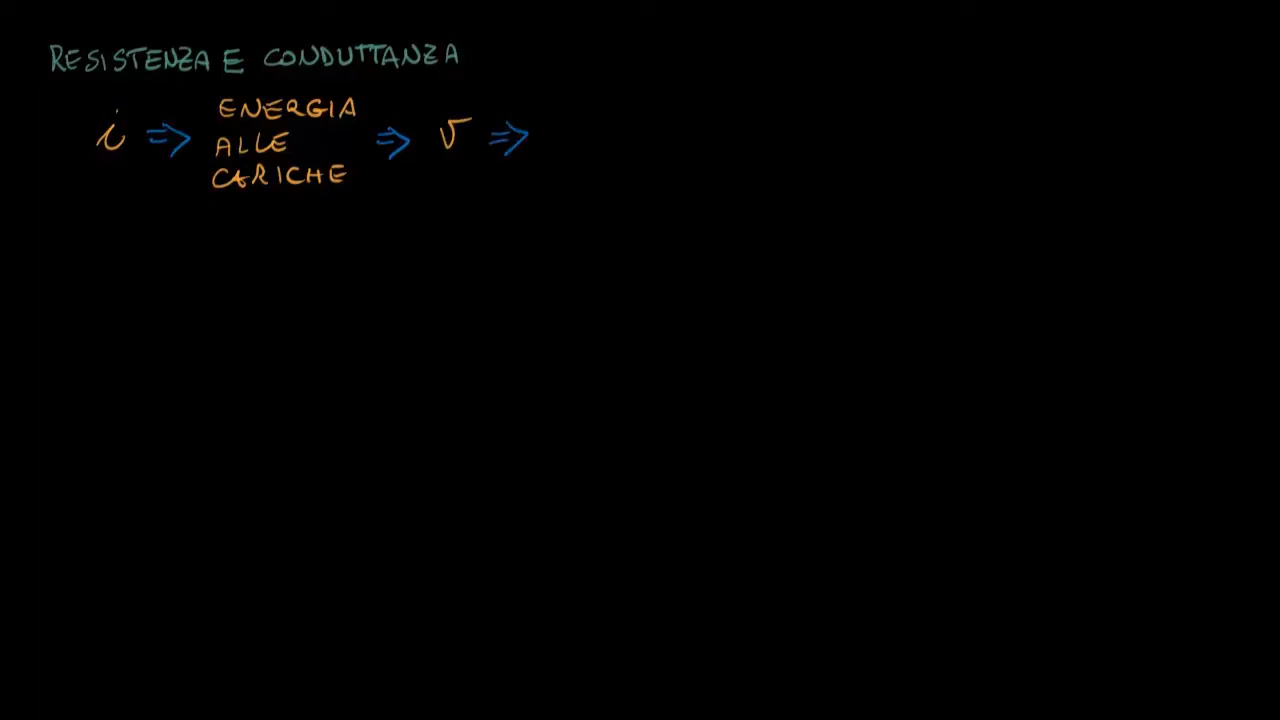 RESISTENZA E CONDUTTANZA
i ⇒ ENERGIA ALLE CARICHE ⇒ v ⇒